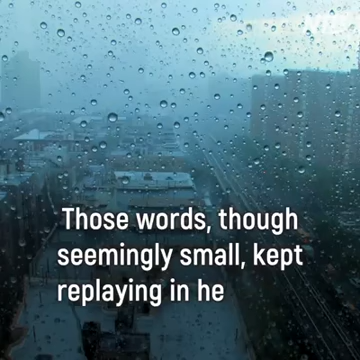 Those words, though
seemingly small, kept
replaying in he